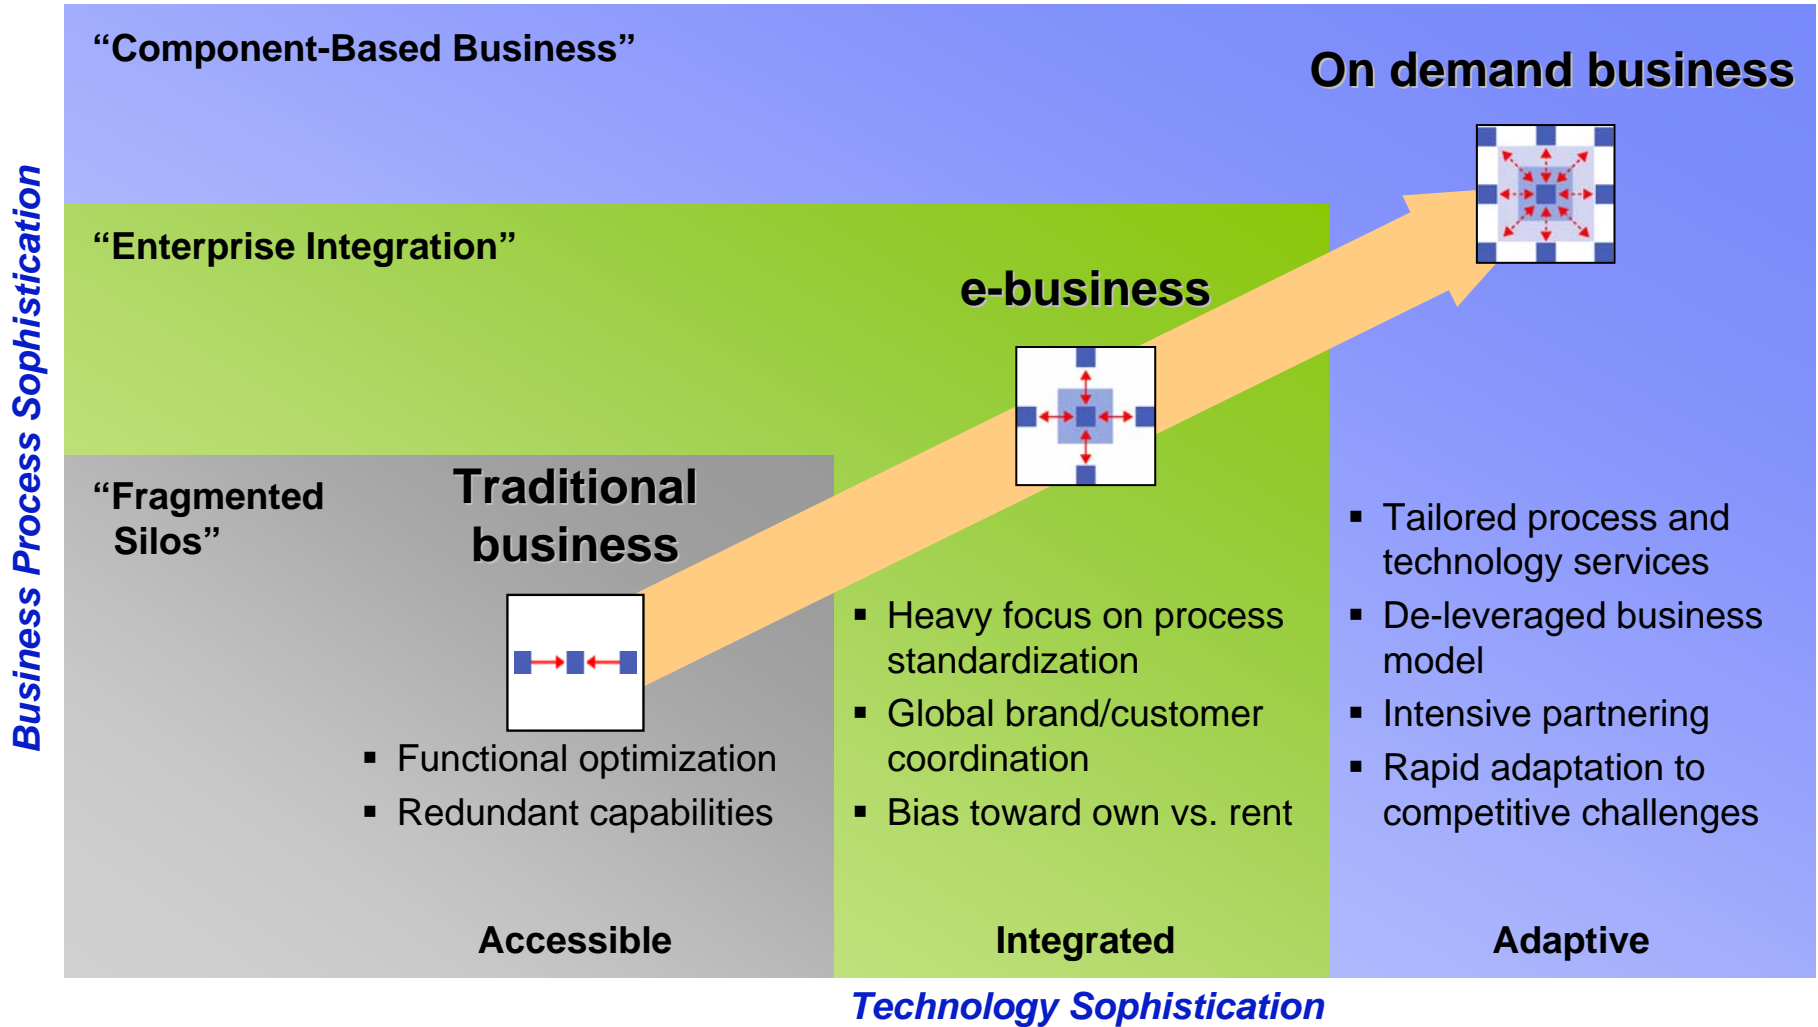 “Component-Based Business”
On demand business
“Enterprise Integration”
e-business
“Fragmented
Silos”
Traditional
business
▪ Functional optimization
▪ Redundant capabilities
▪ Heavy focus on process
standardization
▪ Global brand/customer
coordination
▪ Bias toward own vs. rent
▪ Tailored process and
technology services
▪ De-leveraged business
model
▪ Intensive partnering
▪ Rapid adaptation to
competitive challenges
Accessible
Integrated
Adaptive
Business Process Sophistication
Technology Sophistication